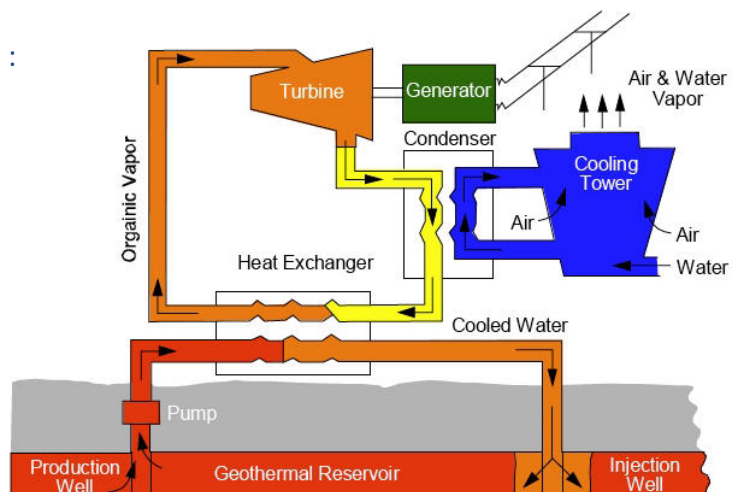 :
Air & Water
Vapor
Turbine
Generator
Condenser
Cooling
Tower
Orgainic Vapor
Air
Air
Heat Exchanger
Water
Cooled Water
Pump
Production
Well
Geothermal Reservoir
Injection
Well